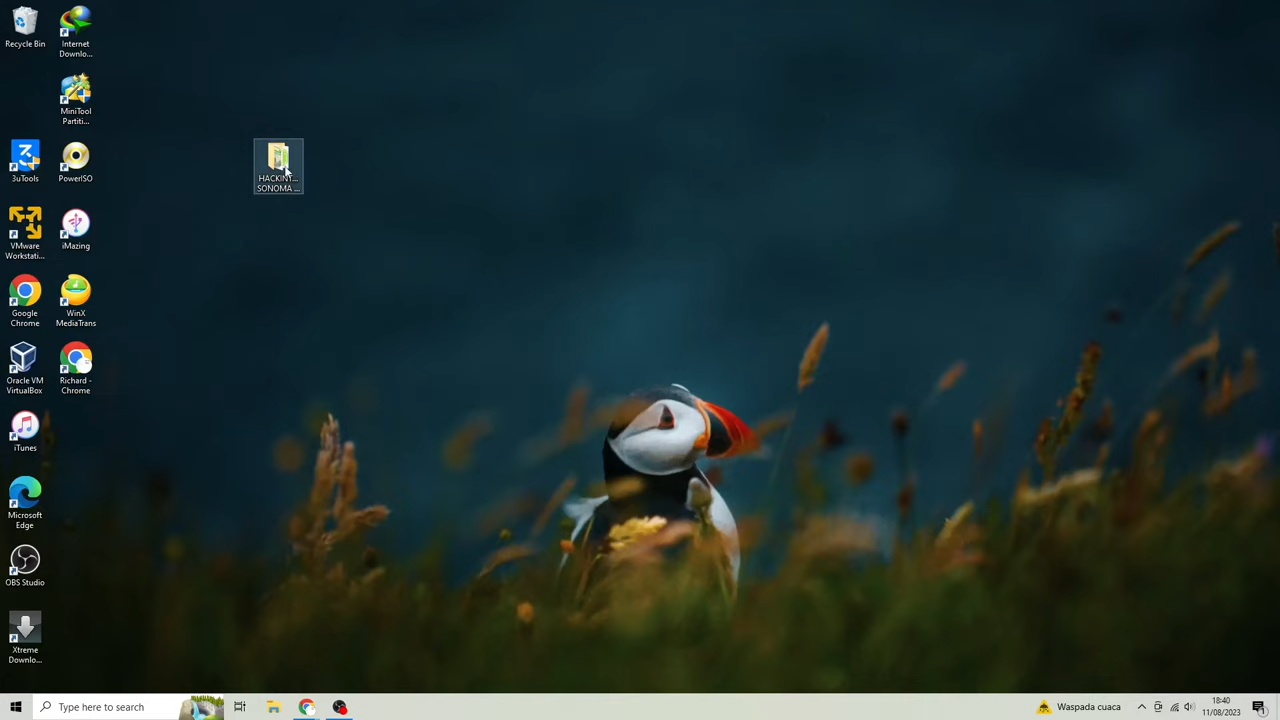 Recycle Bin
Internet
Downlo...
MiniTool
Partiti...
3uTools
PowerISO
HACKINT...
SONOMA ...
VMware
Workstati...
iMazing
Google
Chrome
WinX
MediaTrans
Oracle VM
VirtualBox
Richard -
Chrome
iTunes
Microsoft
Edge
OBS Studio
Xtreme
Downlo...
Type here to search
Waspada cuaca
18:40
11/08/2023